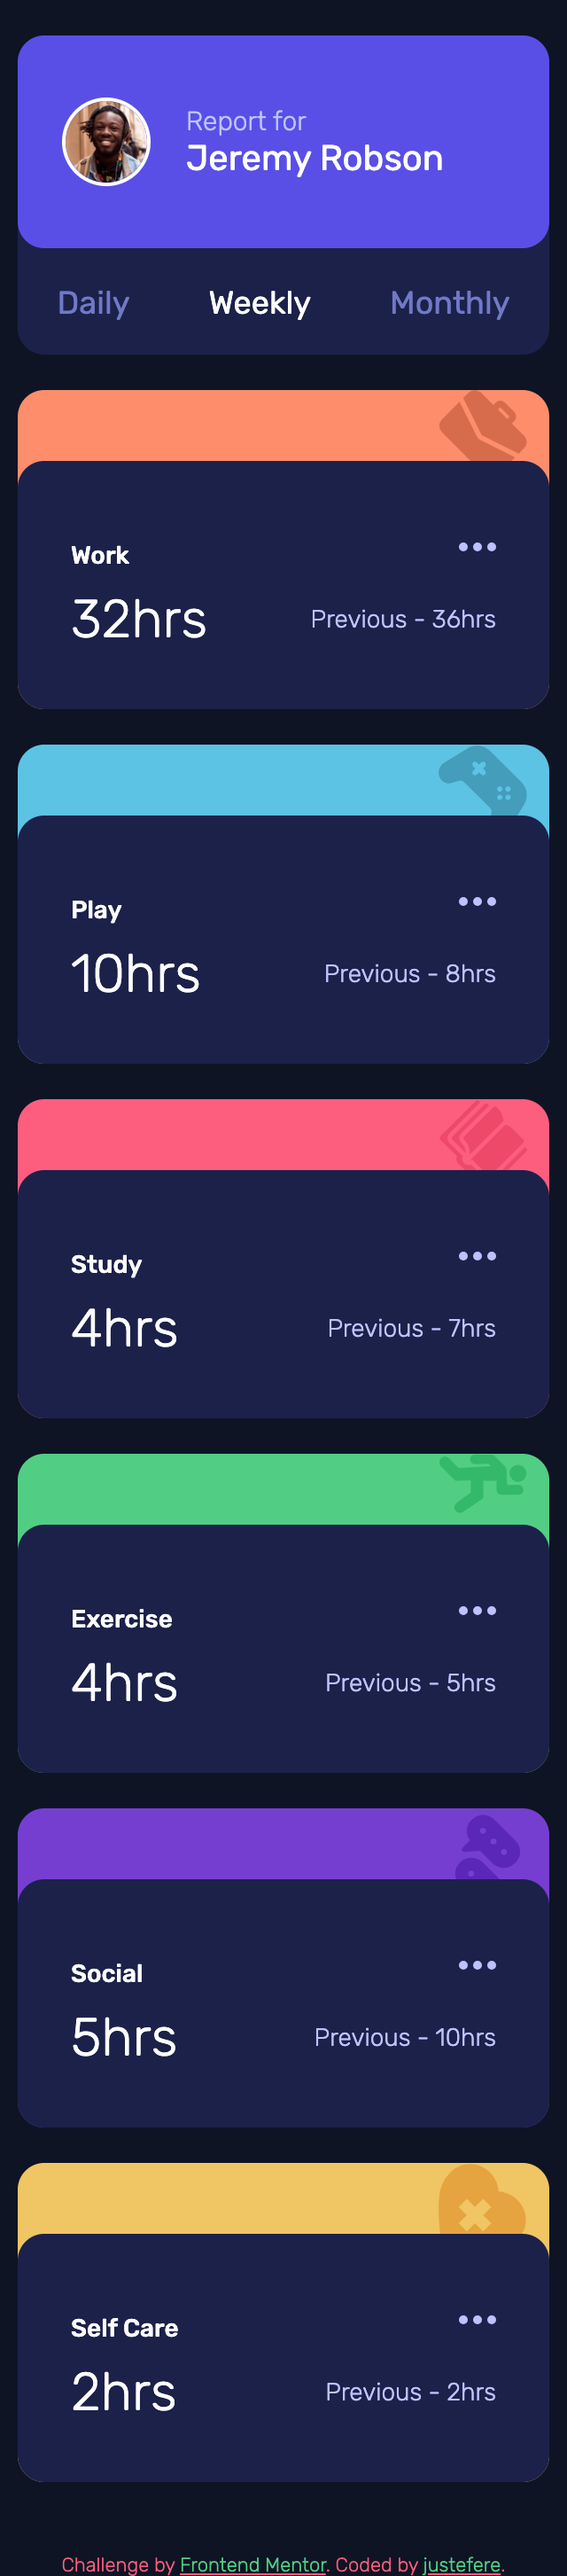 Report for
Jeremy Robson
Daily Weekly Monthly
Work
32hrs Previous - 36hrs
Play
10hrs Previous - 8hrs
Study
4hrs Previous - 7hrs
Exercise
4hrs Previous - 5hrs
Social
5hrs Previous - 10hrs
Self Care
2hrs Previous - 2hrs
Challenge by Frontend Mentor. Coded by justefere.